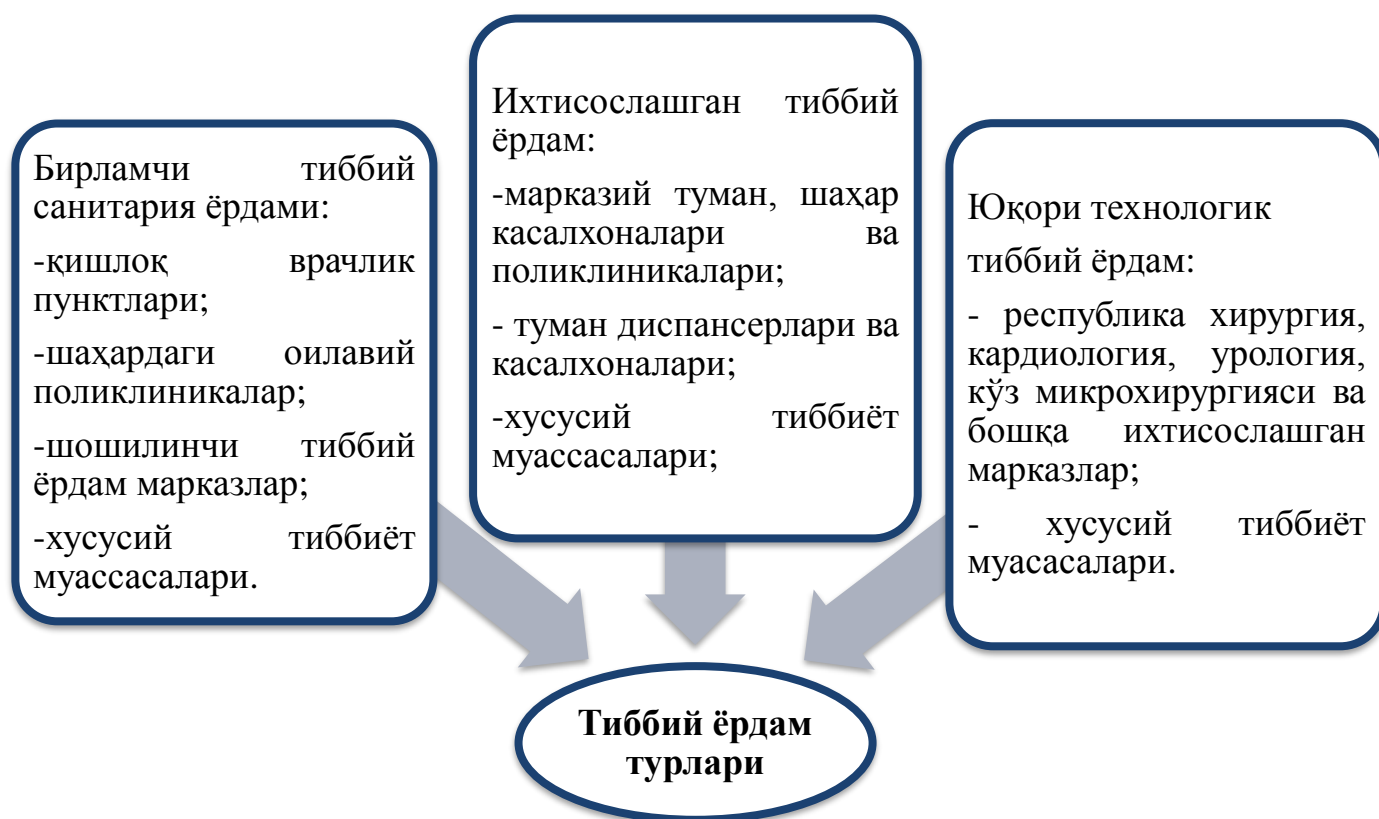 Бирламчи тиббий
санитария ёрдами:
-қишлоқ врачлик
пунктлари;
-шаҳардаги оилавий
поликлиникалар;
-шошилинчи тиббий
ёрдам марказлар;
-хусусий тиббиёт
муассасалари.
Ихтисослашган тиббий
ёрдам:
-марказий туман, шаҳар
касалхоналари ва
поликлиникалари;
- туман диспансерлари ва
касалхоналари;
-хусусий тиббиёт
муассасалари;
Юқори технологик
тиббий ёрдам:
- республика хирургия,
кардиология, урология,
кўз микрохирургияси ва
бошқа ихтисослашган
марказлар;
- хусусий тиббиёт
муасасалари.
Тиббий ёрдам
турлари